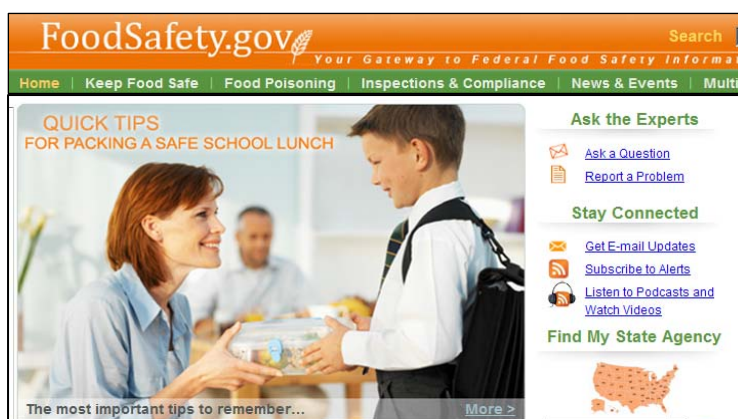 FoodSafety.gov
Search
Your Gateway to Federal Food Safety
Home | Keep Food Safe | Food Poisoning | Inspections & Compliance | News & Events |
QUICK TIPS
FOR PACKING A SAFE SCHOOL LUNCH
The most important tips to remember... More >
Ask the Experts
Ask a Question
Report a Problem
Stay Connected
Get E-mail Updates
Subscribe to Alerts
Listen to Podcasts and
Watch Videos
Find My State Agency